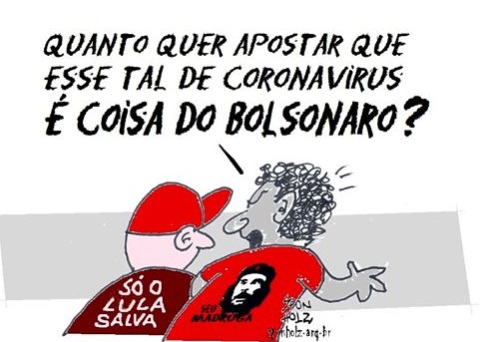 QUANTO QUER APOSTAR QUE
ESSE TAL DE CORONAVIRUS
É COISA DO BOLSONARO?
SÓ O
LULA
SALVA
SEU
MADRUGA